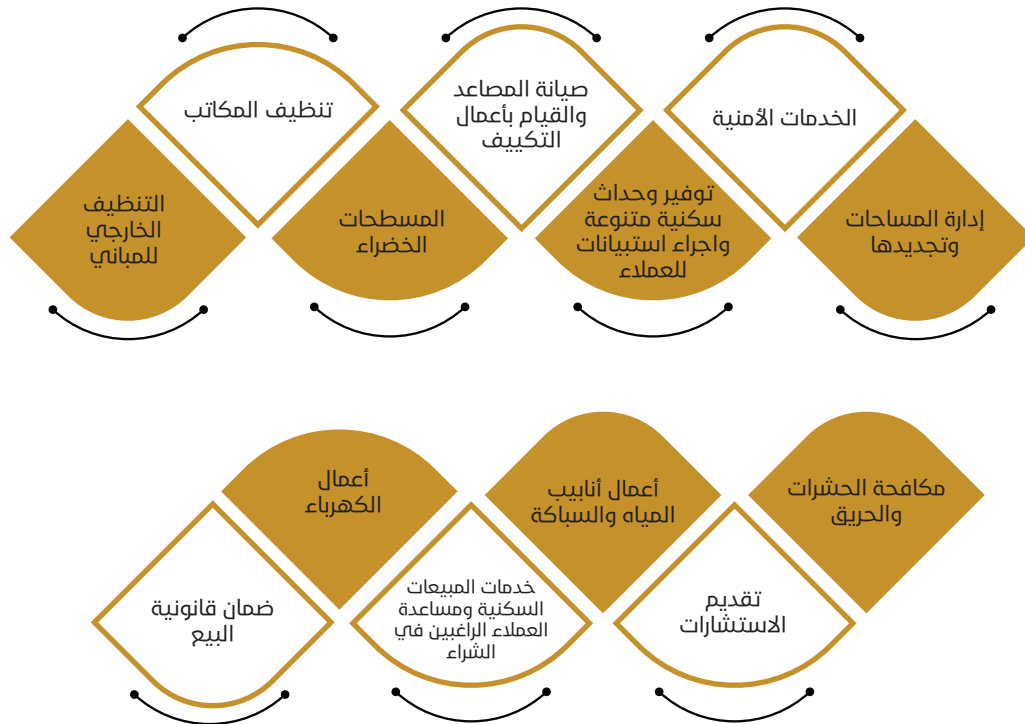 إدارة المساحات
وتجديدها
الخدمات الأمنية
توفير وحداث
سكنية متنوعة
واجراء استبيانات
للعملاء
صيانة المصاعد
والقيام بأعمال
التكييف
المسطحات
الخضراء
تنظيف المكاتب
التنظيف
الخارجي
للمباني
مكافحة الحشرات
والحريق
تقديم
الاستشارات
أعمال أنابيب
المياه والسباكة
خدمات المبيعات
السكنية ومساعدة
العملاء الراغبين في
الشراء
أعمال
الكهرباء
ضمان قانونية
البيع